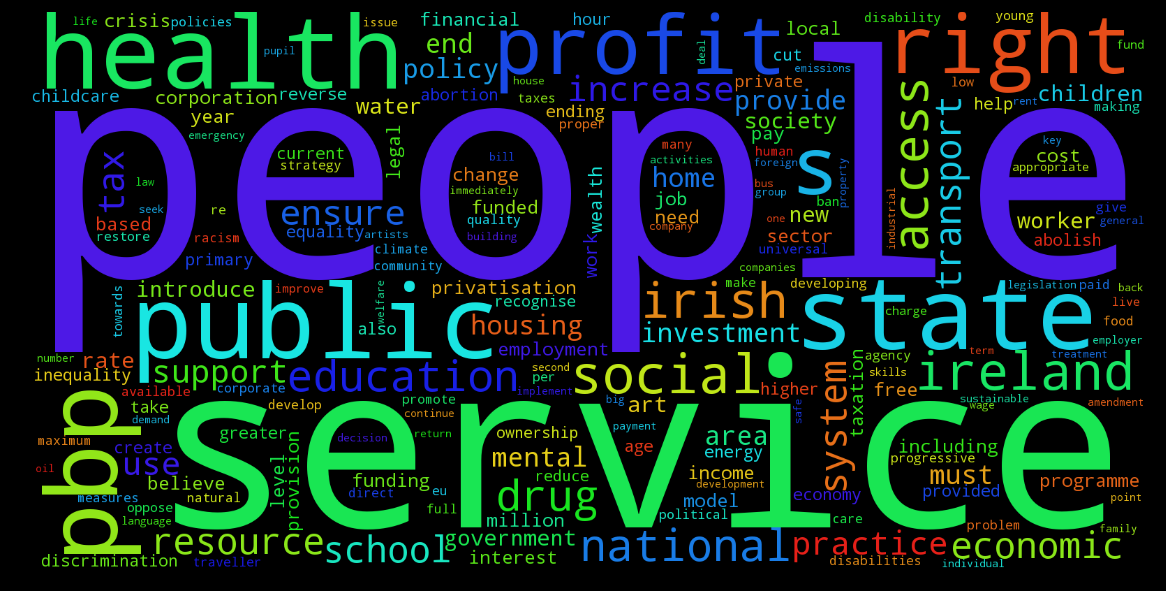 life
crisis
policies
issue
financial
hour
local
disability
young
fund
health
pupil
end
profit
deal
cut
right
policy
house
emissions
private
low
rent
children
childcare
corporation
reverse
abortion
taxes
increase
provide
help
making
year
water
ending
proper
society
emergency
legal
pay
people
tax
law
current
strategy
bill
change
immediately
many
activities
human
foreign
s
access
transport
key
cost
appropriate
seek
funded
home
job
bus
group
property
based
restore
re
ensure
quality
wealth
need
company
one
ban
new
industrial
worker
give
general
racism
equality
artists
building
work
sector
abolish
primary
climate
community
universal
companies
developing
make
towards
introduce
improve
welfare
privatisation
recognise
irish
state
legislation
paid
back
live
public
also
housing
investment
charge
food
employer
number
rate
employment
second
term
treatment
agency
inequality
support
available
corporate
education
per
implement
social
higher
system
taxation
skills
free
ireland
sustainable
ppp
take
demand
develop
promote
continue
big
art
payment
safe
wage
amendment
service
maximum
greater
decision
return
ownership
age
area
including
create
level
provision
mental
energy
progressive
must
oil
use
believe
funding
reduce
income
development
programme
measures
natural
direct
eu
drug
model
economy
provided
point
oppose
language
full
million
political
care
resource
school
government
interest
national
practice
problem
economic
family
discrimination
traveller
disabilities
individual